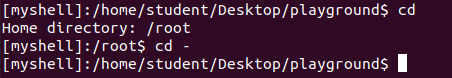 [myshell]:/home/student/Desktop/playground$ cd
Home directory: /root
[myshell]:/root$ cd -
[myshell]:/home/student/Desktop/playground$